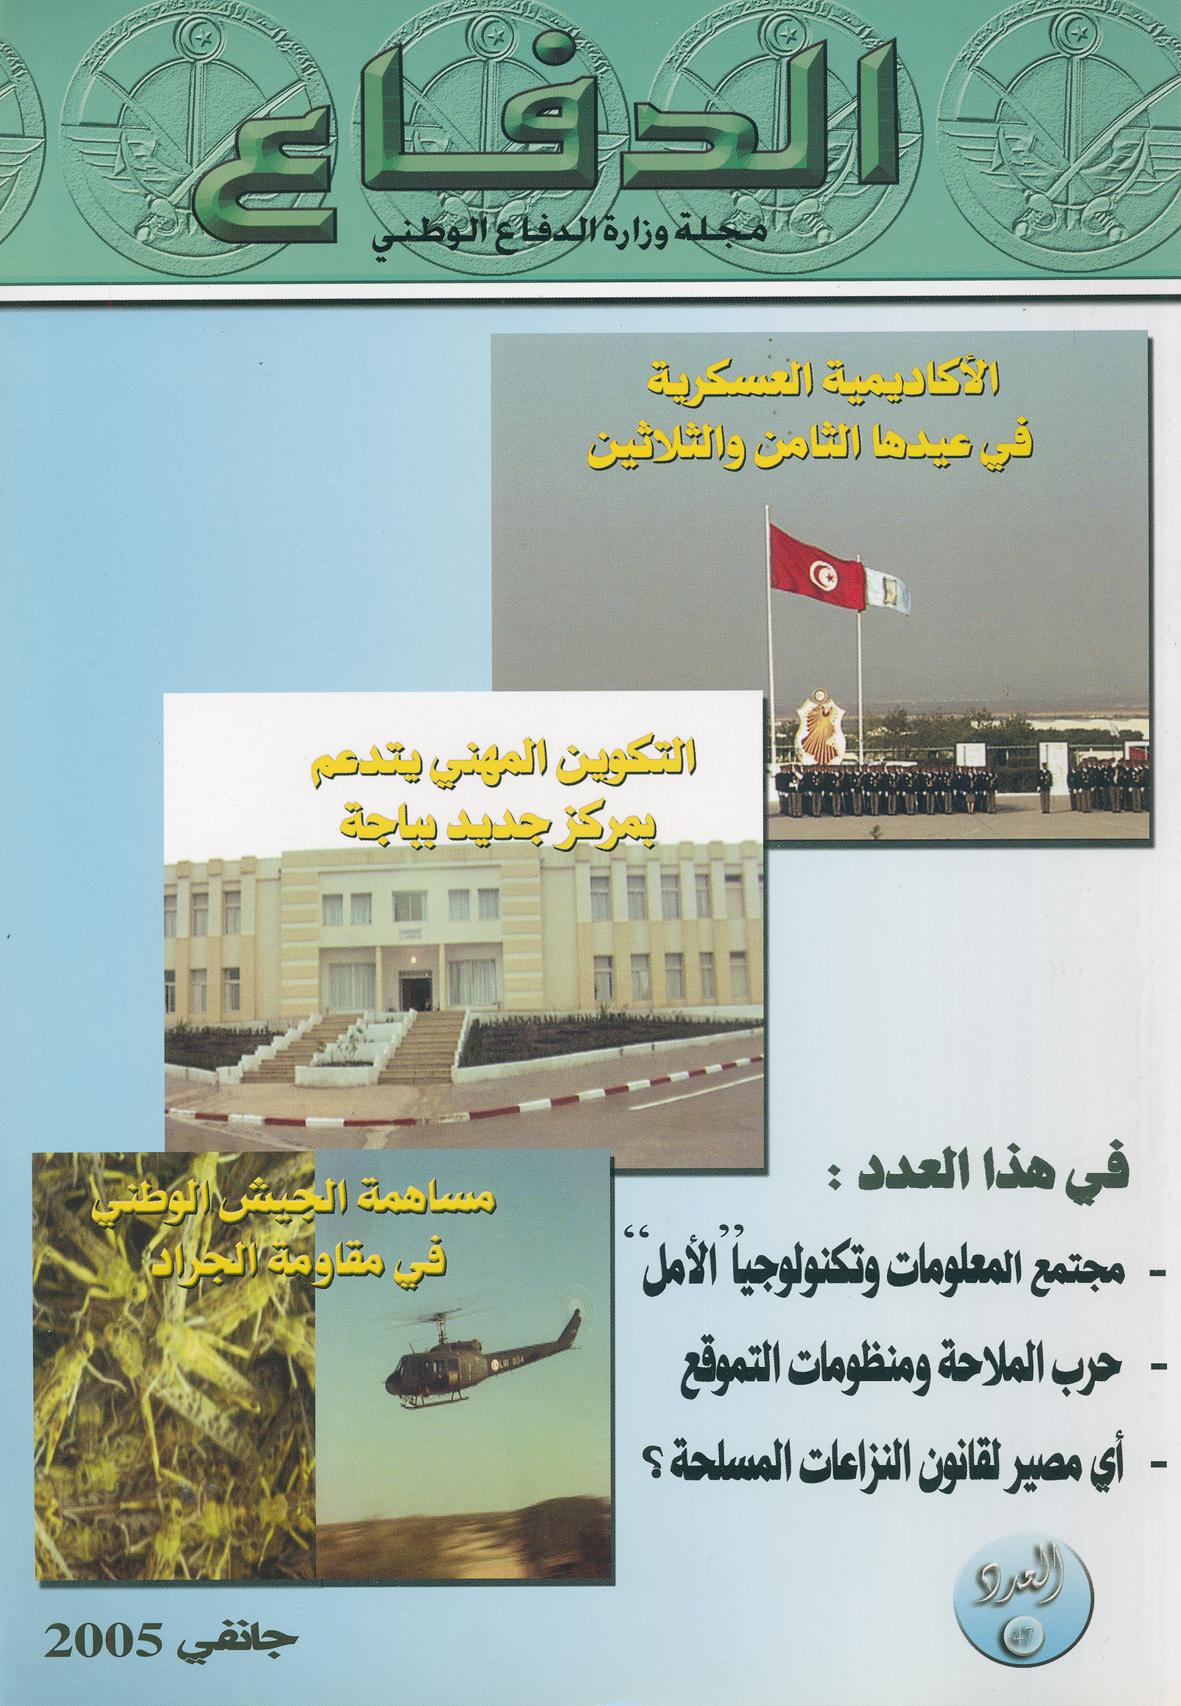 الدفاع
مجلة وزارة الدفاع الوطني
الأكاديمية العسكرية
في عيدها الثامن والثلاثين
التكوين المهني يتدعم
بمركز جديد بباجة
مساهمة الجيش الوطني
في مقاومة الجراد
في هذا العدد :
- مجتمع المعلومات وتكنولوجيا "الأمل"
- حرب الملاحة ومنظومات التموقع
- أي مصير لقانون النزاعات المسلحة ؟
العدد
47
جانفي 2005